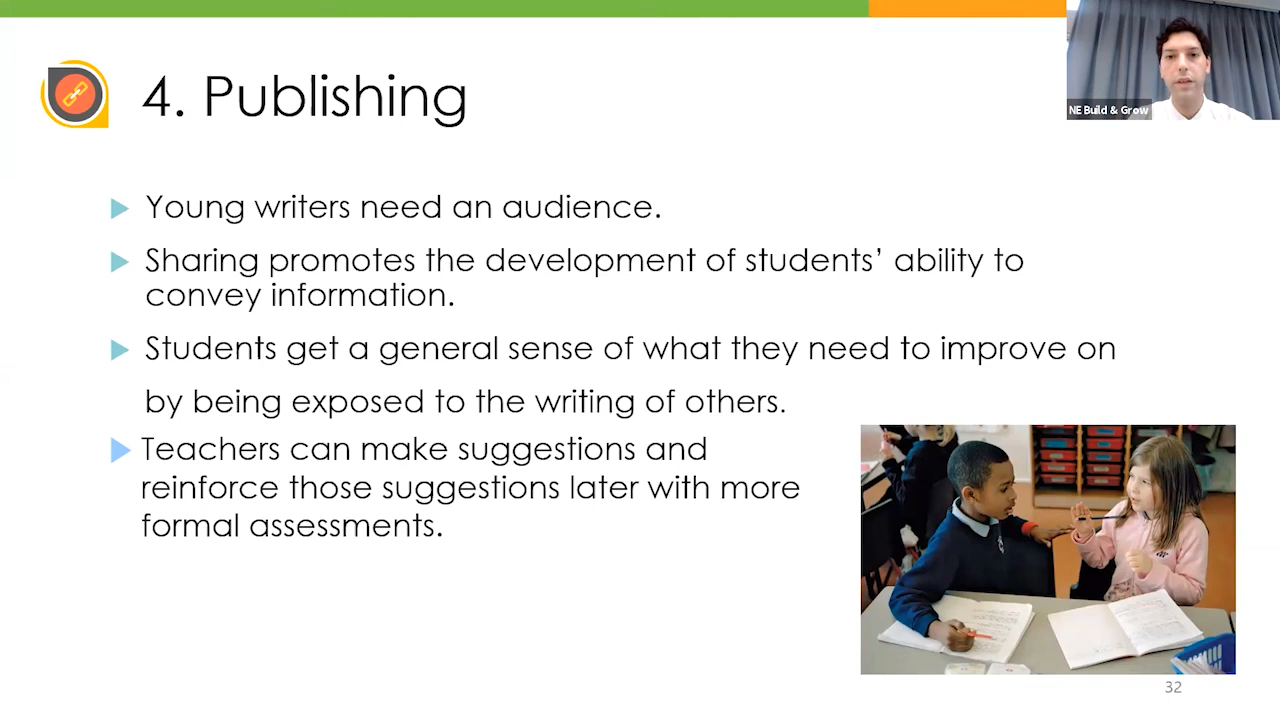 4. Publishing
NE Build & Grow
Young writers need an audience.
Sharing promotes the development of students’ ability to
convey information.
Students get a general sense of what they need to improve on
by being exposed to the writing of others.
Teachers can make suggestions and
reinforce those suggestions later with more
formal assessments.
32